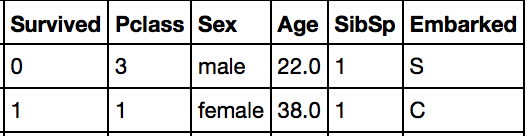 Survived Pclass Sex Age SibSp Embarked
0 3 male 22.0 1 S
1 1 female 38.0 1 C